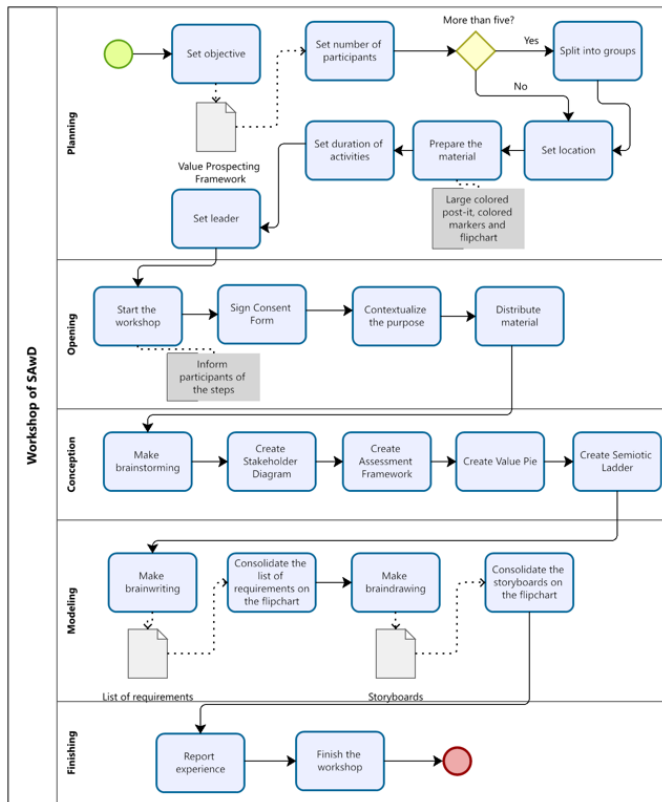 Workshop of SAwD
Planning
More than five?
Set objective
Set number of
participants
Yes
Split into groups
No
Value Prospecting
Framework
Set duration of
activities
Prepare the
material
Set location
Large colored
post-it, colored
markers and
flipchart
Set leader
Opening
Start the
workshop
Sign Consent
Form
Contextualize
the purpose
Distribute
material
Inform
participants of
the steps
Conception
Make
brainstorming
Create
Stakeholder
Diagram
Create
Assessment
Framework
Create Value Pie
Create Semiotic
Ladder
Modeling
Make
brainwriting
Consolidate the
list of
requirements on
the flipchart
Make
braindrawing
Consolidate the
storyboards on
the flipchart
List of requirements
Storyboards
Finishing
Report
experience
Finish the
workshop